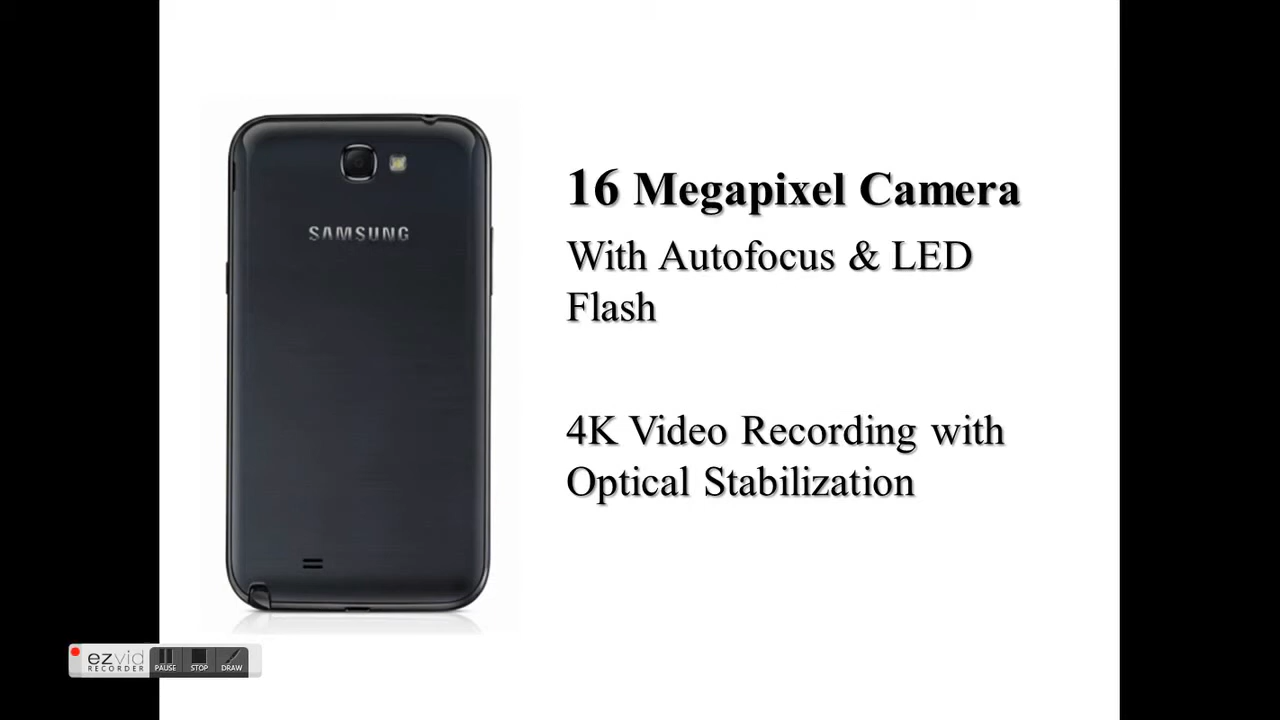 SAMSUNG
16 Megapixel Camera
With Autofocus & LED
Flash
4K Video Recording with
Optical Stabilization
ezvid
RECORDER
PAUSE
STOP
DRAW